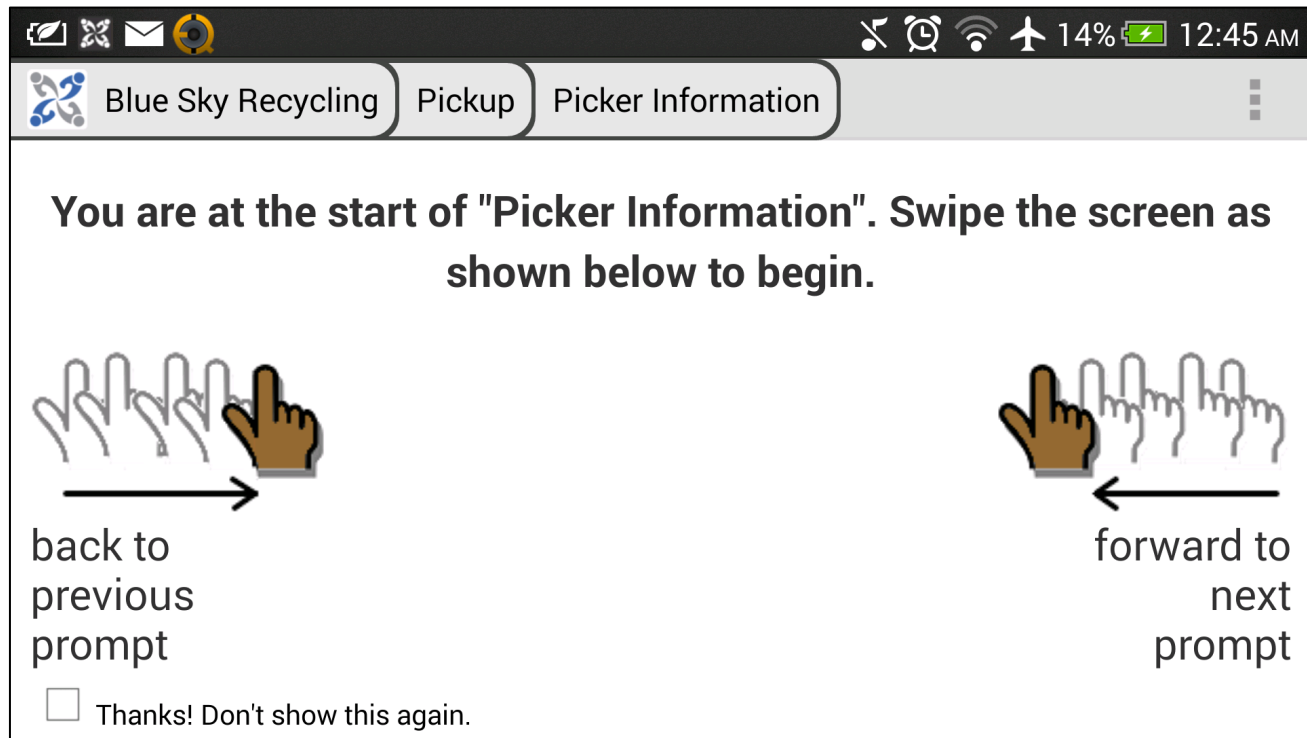 14% 12:45 AM
Blue Sky Recycling Pickup Picker Information
You are at the start of "Picker Information". Swipe the screen as
shown below to begin.
back to
previous
prompt
forward to
next
prompt
Thanks! Don't show this again.